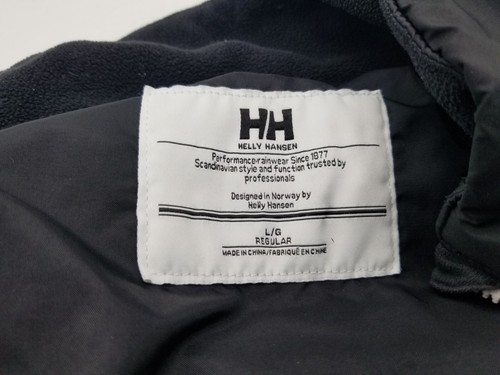 HH
HELLY HANSEN
Performance rainwear Since 1877
Scandinavian style and function trusted by
professionals
Designed in Norway by
Helly Hansen
L/G
REGULAR
MADE IN CHINA/FABRIQUÉ EN CHINE